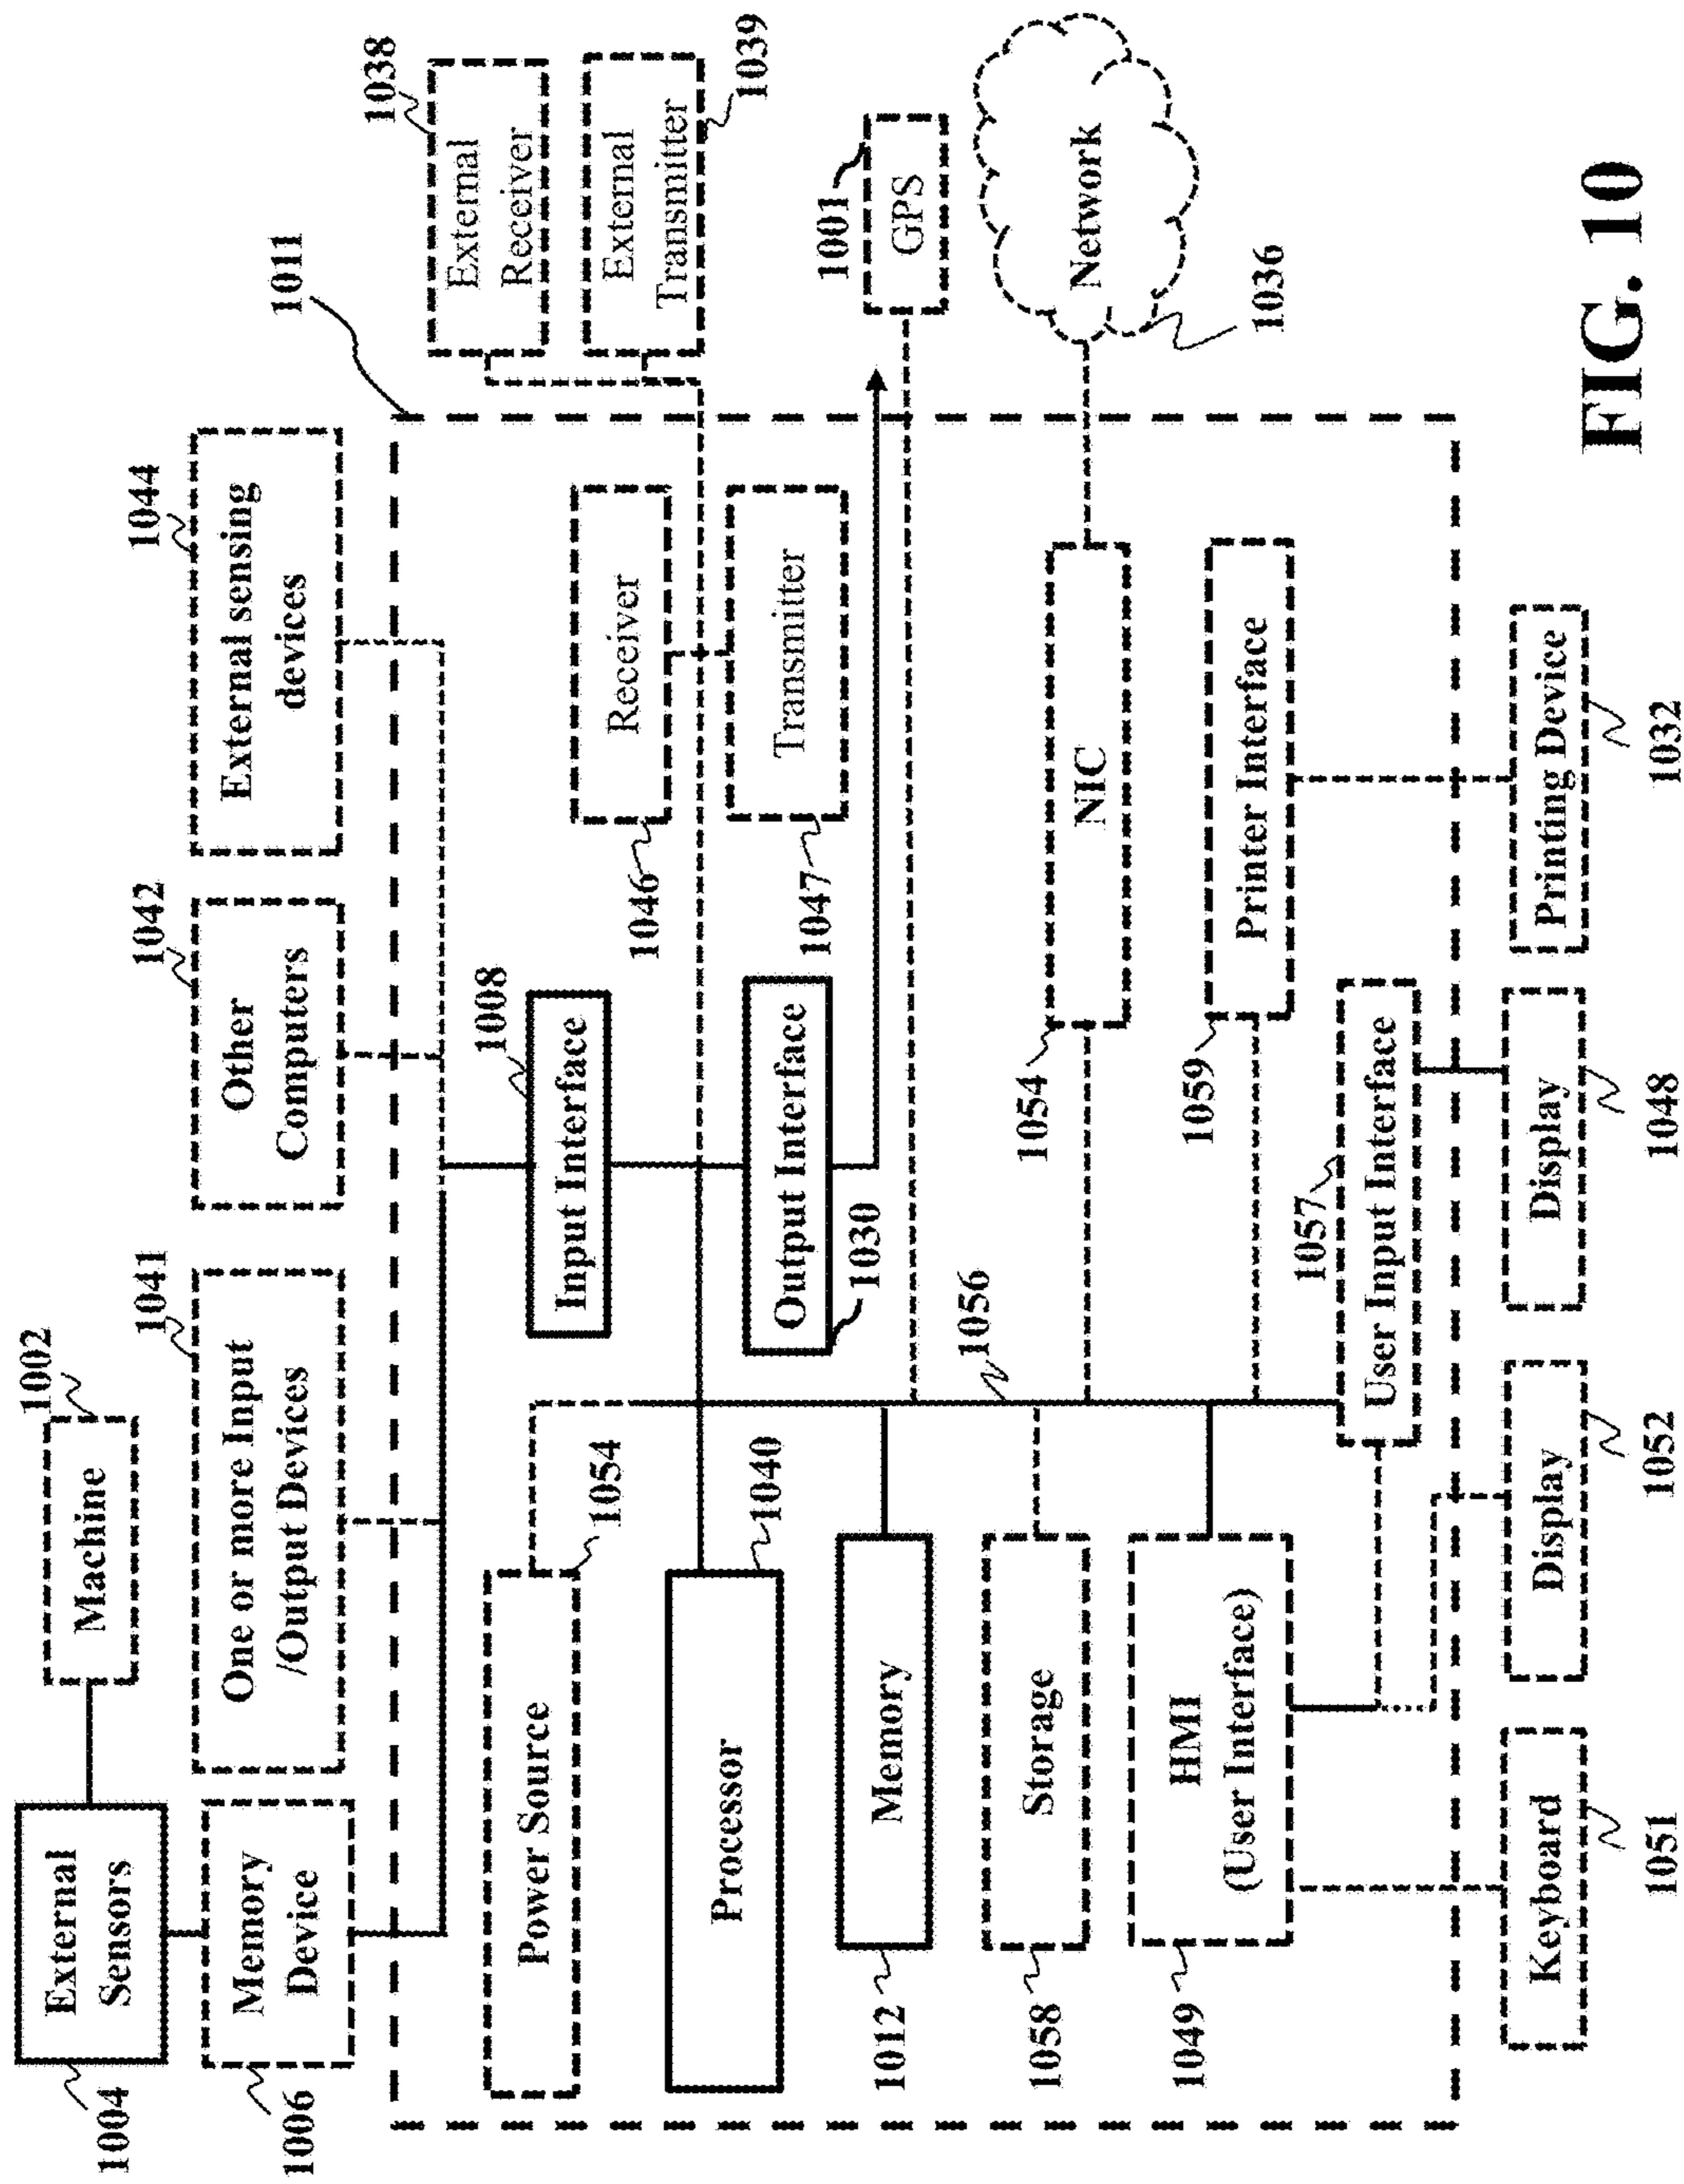 1002
Machine
External
Sensors
1004
1041
One or more Input
/Output Devices
1042
Other
Computers
1044
External sensing
devices
Memory
Device
1006
1011
1038
External
Receiver
External
Transmitter
1039
Power Source
1054
1008
Input Interface
Receiver
1046
Processor
1040
Output Interface
1030
Transmitter
1047
1001
GPS
Memory
1012
1056
Storage
1058
1054
NIC
Network
1036
HMI
(User Interface)
1049
1059
Printer Interface
1057
User Input Interface
Keyboard
1051
Display
1052
Display
1048
Printing Device
1032
FIG. 10